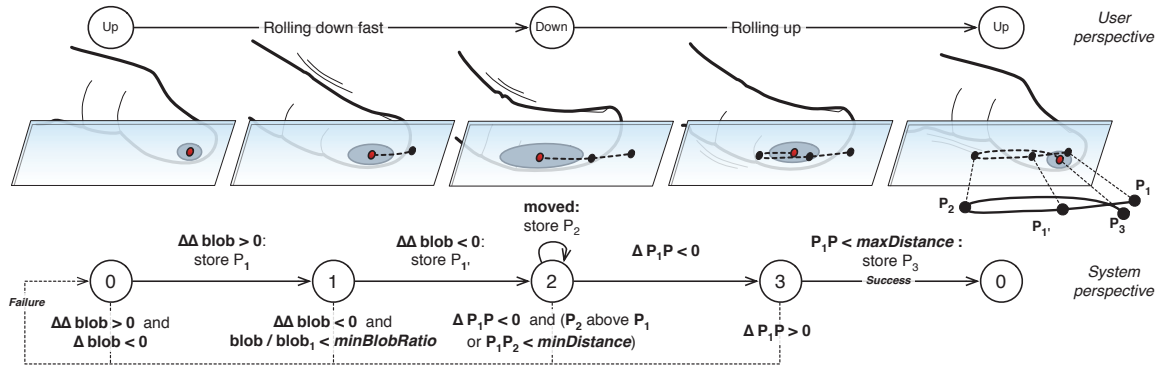 Up Rolling down fast Down Rolling up Up User
perspective
P₁
P₂
P₁' P₃
moved:
store P₂
ΔΔ blob > 0:
store P₁
ΔΔ blob < 0:
store P₁'
Δ P₁P < 0
P₁P < maxDistance :
store P₃
Success
0 1 2 3 0
System
perspective
Failure
ΔΔ blob > 0 and
Δ blob < 0
ΔΔ blob < 0 and
blob / blob₁ < minBlobRatio
Δ P₁P < 0 and (P₂ above P₁
or P₁P₂ < minDistance)
Δ P₁P > 0